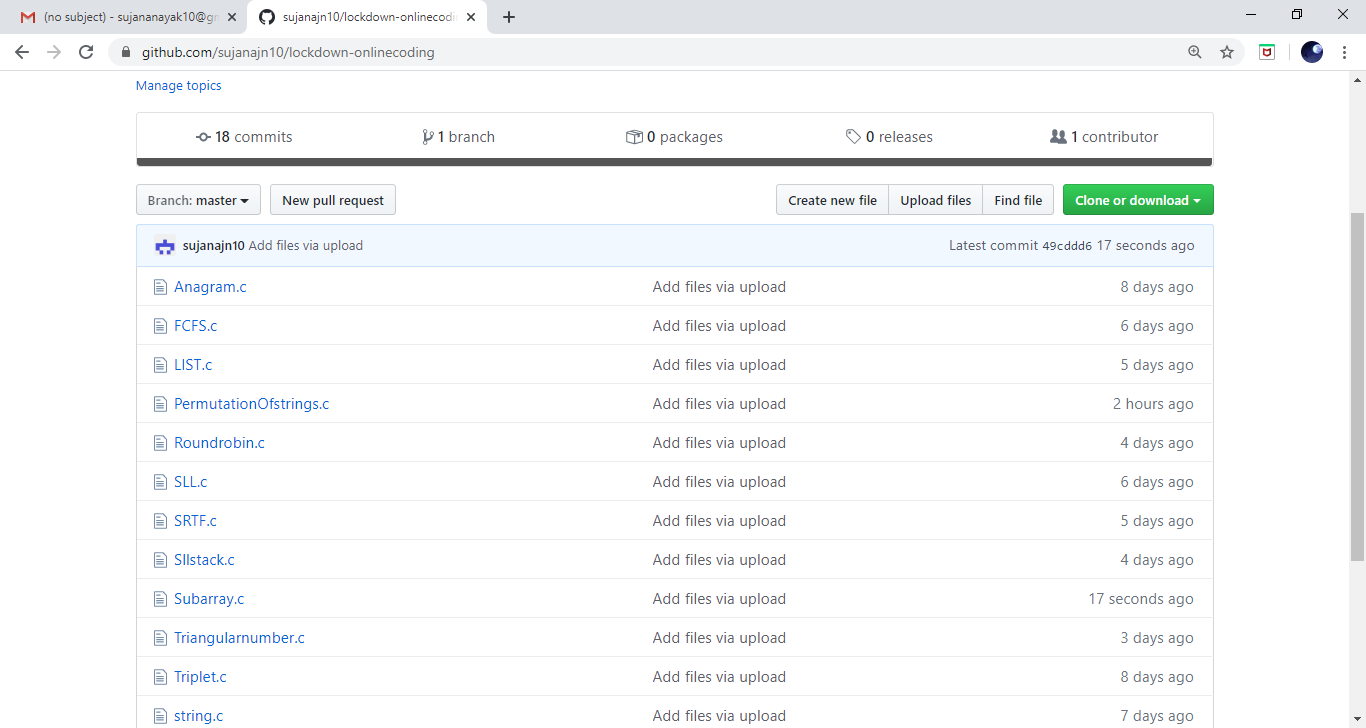 (no subject) - sujananayak10@gm
sujanajn10/lockdown-onlinecodin
github.com/sujanajn10/lockdown-onlinecoding
Manage topics
18 commits 1 branch 0 packages 0 releases 1 contributor
Branch: master New pull request Create new file Upload files Find file Clone or download
sujanajn10 Add files via upload Latest commit 49cddd6 17 seconds ago
Anagram.c Add files via upload 8 days ago
FCFS.c Add files via upload 6 days ago
LIST.c Add files via upload 5 days ago
PermutationOfstrings.c Add files via upload 2 hours ago
Roundrobin.c Add files via upload 4 days ago
SLL.c Add files via upload 6 days ago
SRTF.c Add files via upload 5 days ago
Sllstack.c Add files via upload 4 days ago
Subarray.c Add files via upload 17 seconds ago
Triangularnumber.c Add files via upload 3 days ago
Triplet.c Add files via upload 8 days ago
string.c Add files via upload 7 days ago